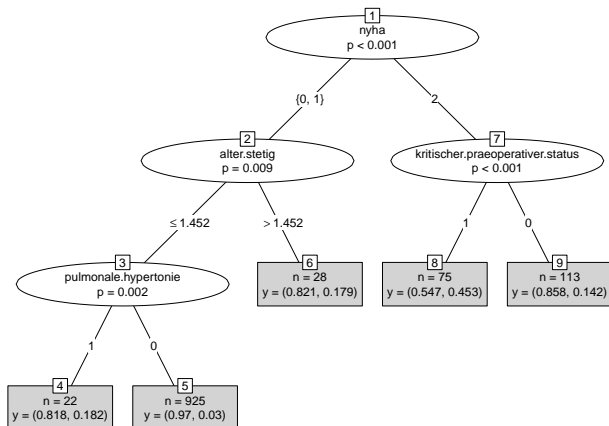 1
nyha
p < 0.001
{0, 1}
2
2
alter.stetig
p = 0.009
7
kritischer.praeoperativer.status
p < 0.001
≤ 1.452
> 1.452
1
0
3
pulmonale.hypertonie
p = 0.002
6
n = 28
y = (0.821, 0.179)
8
n = 75
y = (0.547, 0.453)
9
n = 113
y = (0.858, 0.142)
1
0
4
n = 22
y = (0.818, 0.182)
5
n = 925
y = (0.97, 0.03)